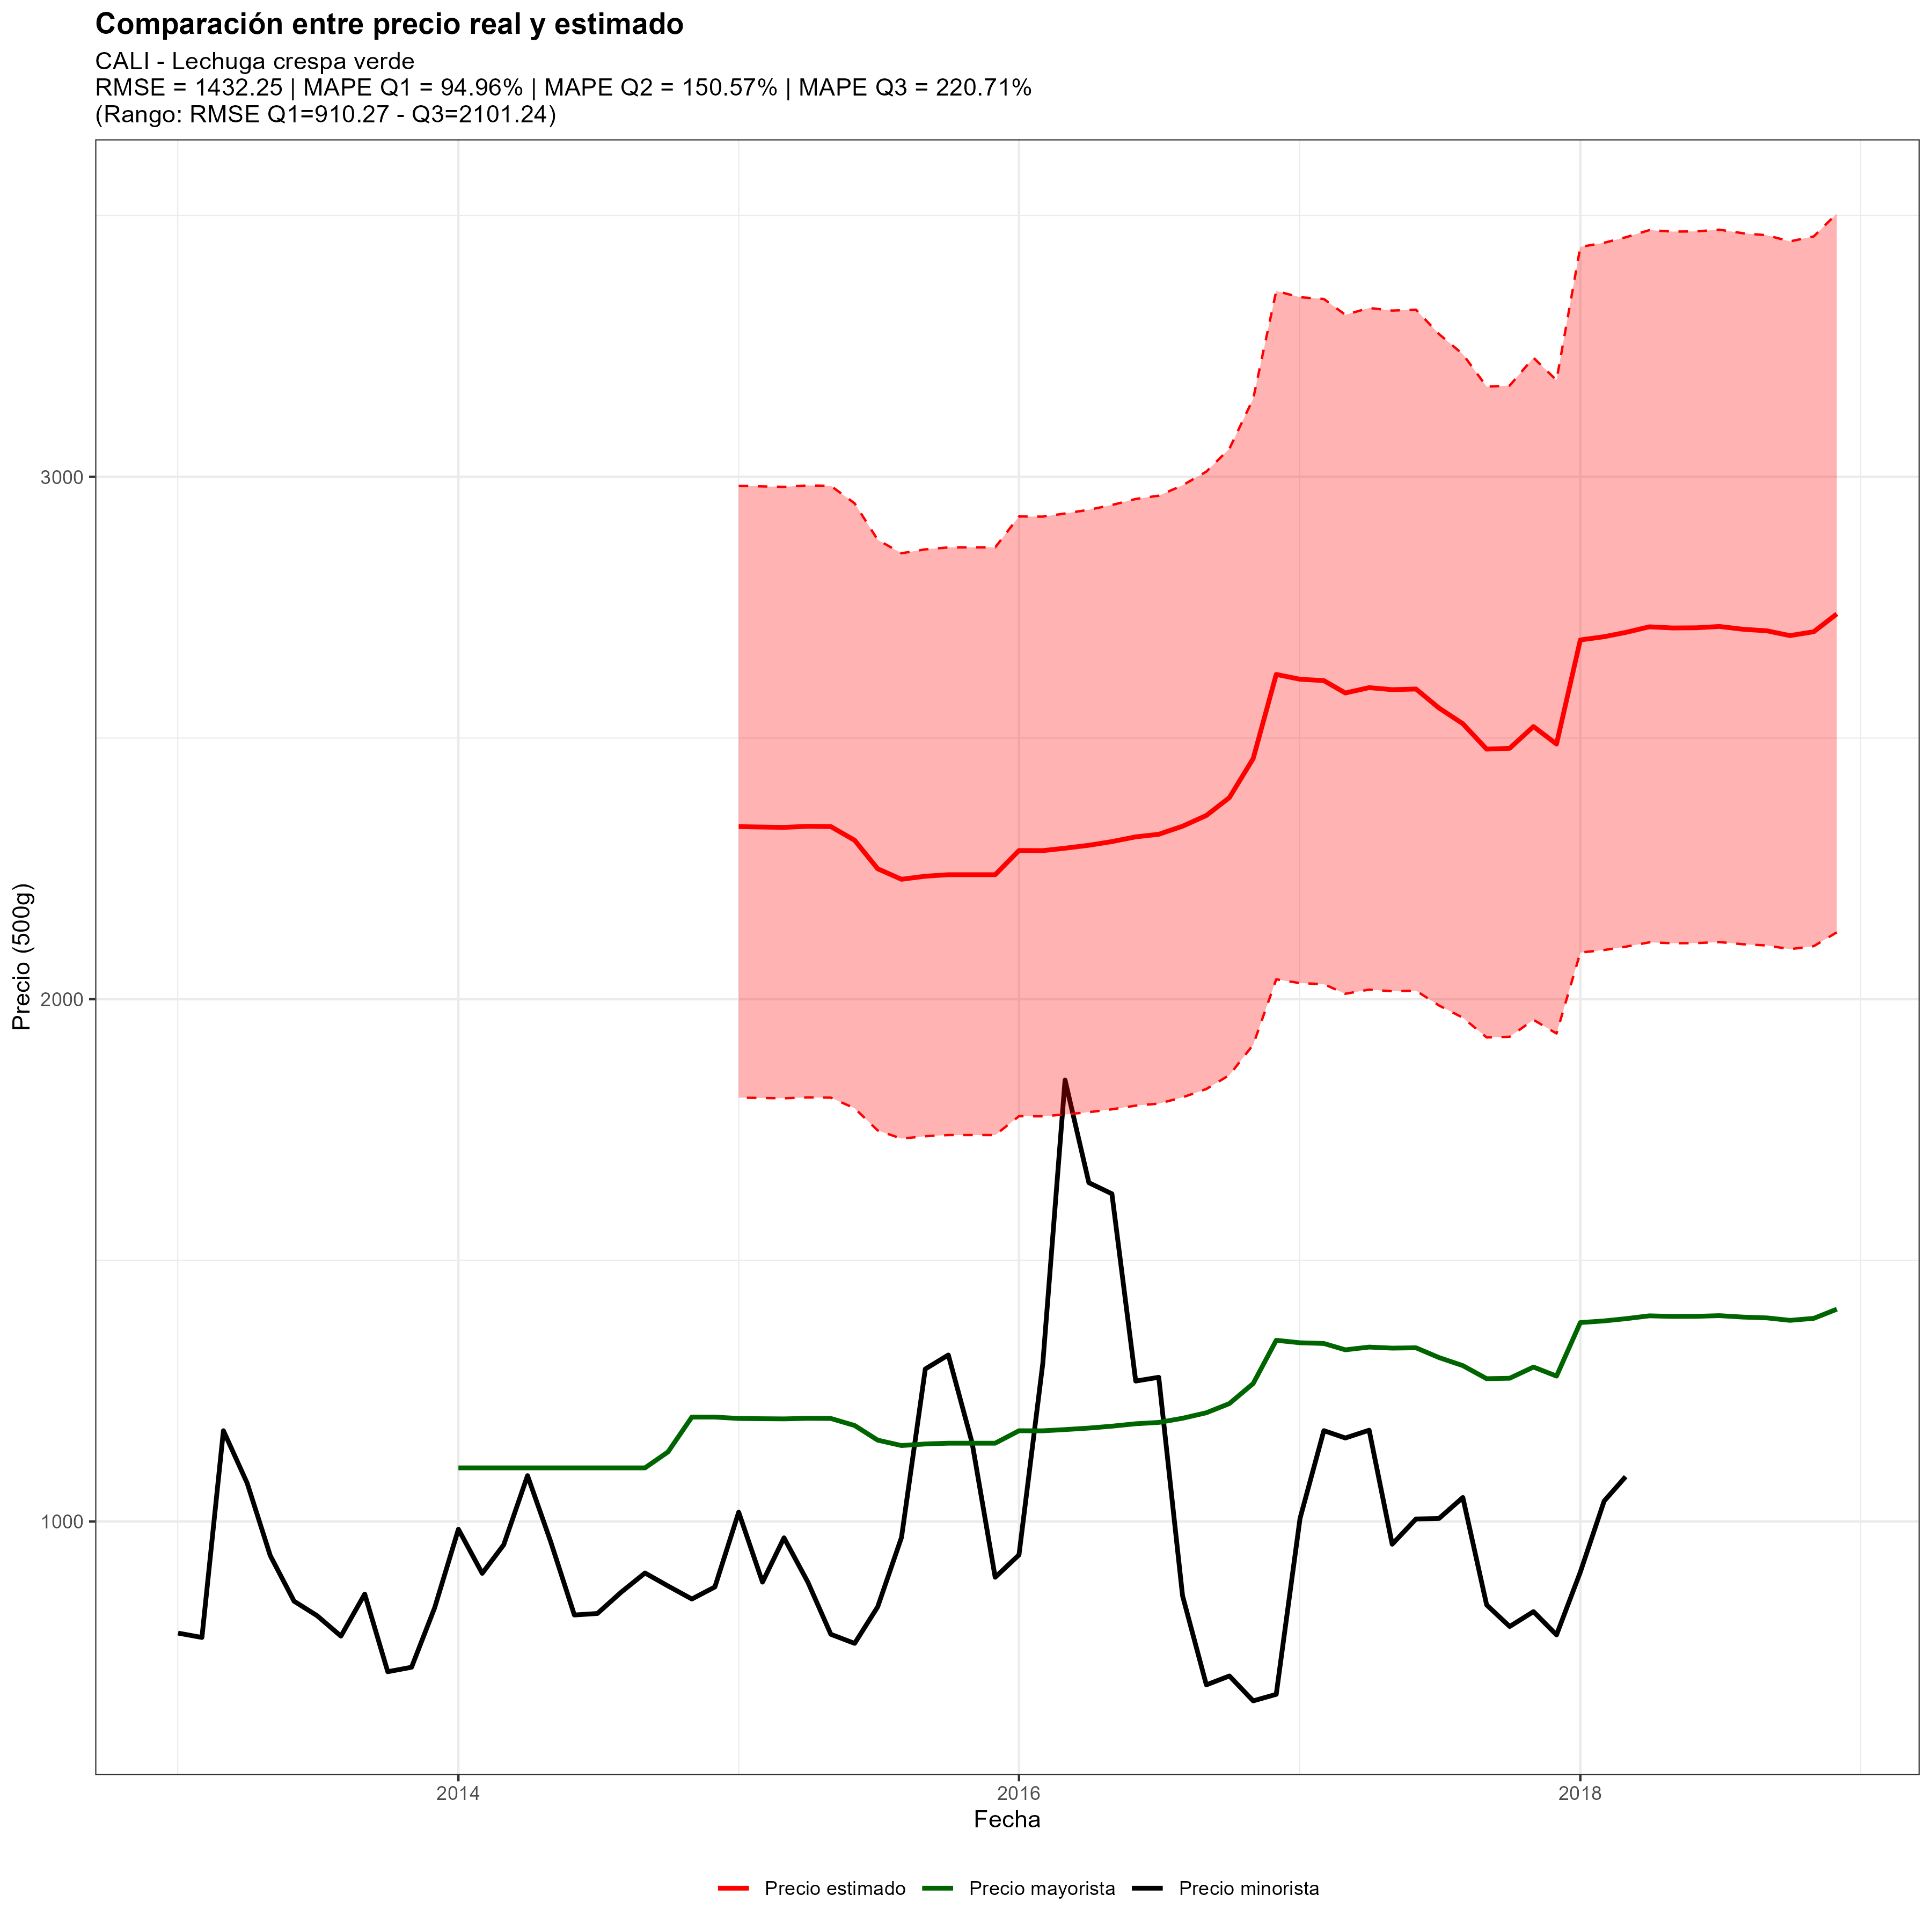 Comparación entre precio real y estimado
CALI - Lechuga crespa verde
RMSE = 1432.25 | MAPE Q1 = 94.96% | MAPE Q2 = 150.57% | MAPE Q3 = 220.71%
(Rango: RMSE Q1=910.27 - Q3=2101.24)
Precio (500g)
3000
2000
1000
2014
2016
2018
Fecha
Precio estimado
Precio mayorista
Precio minorista